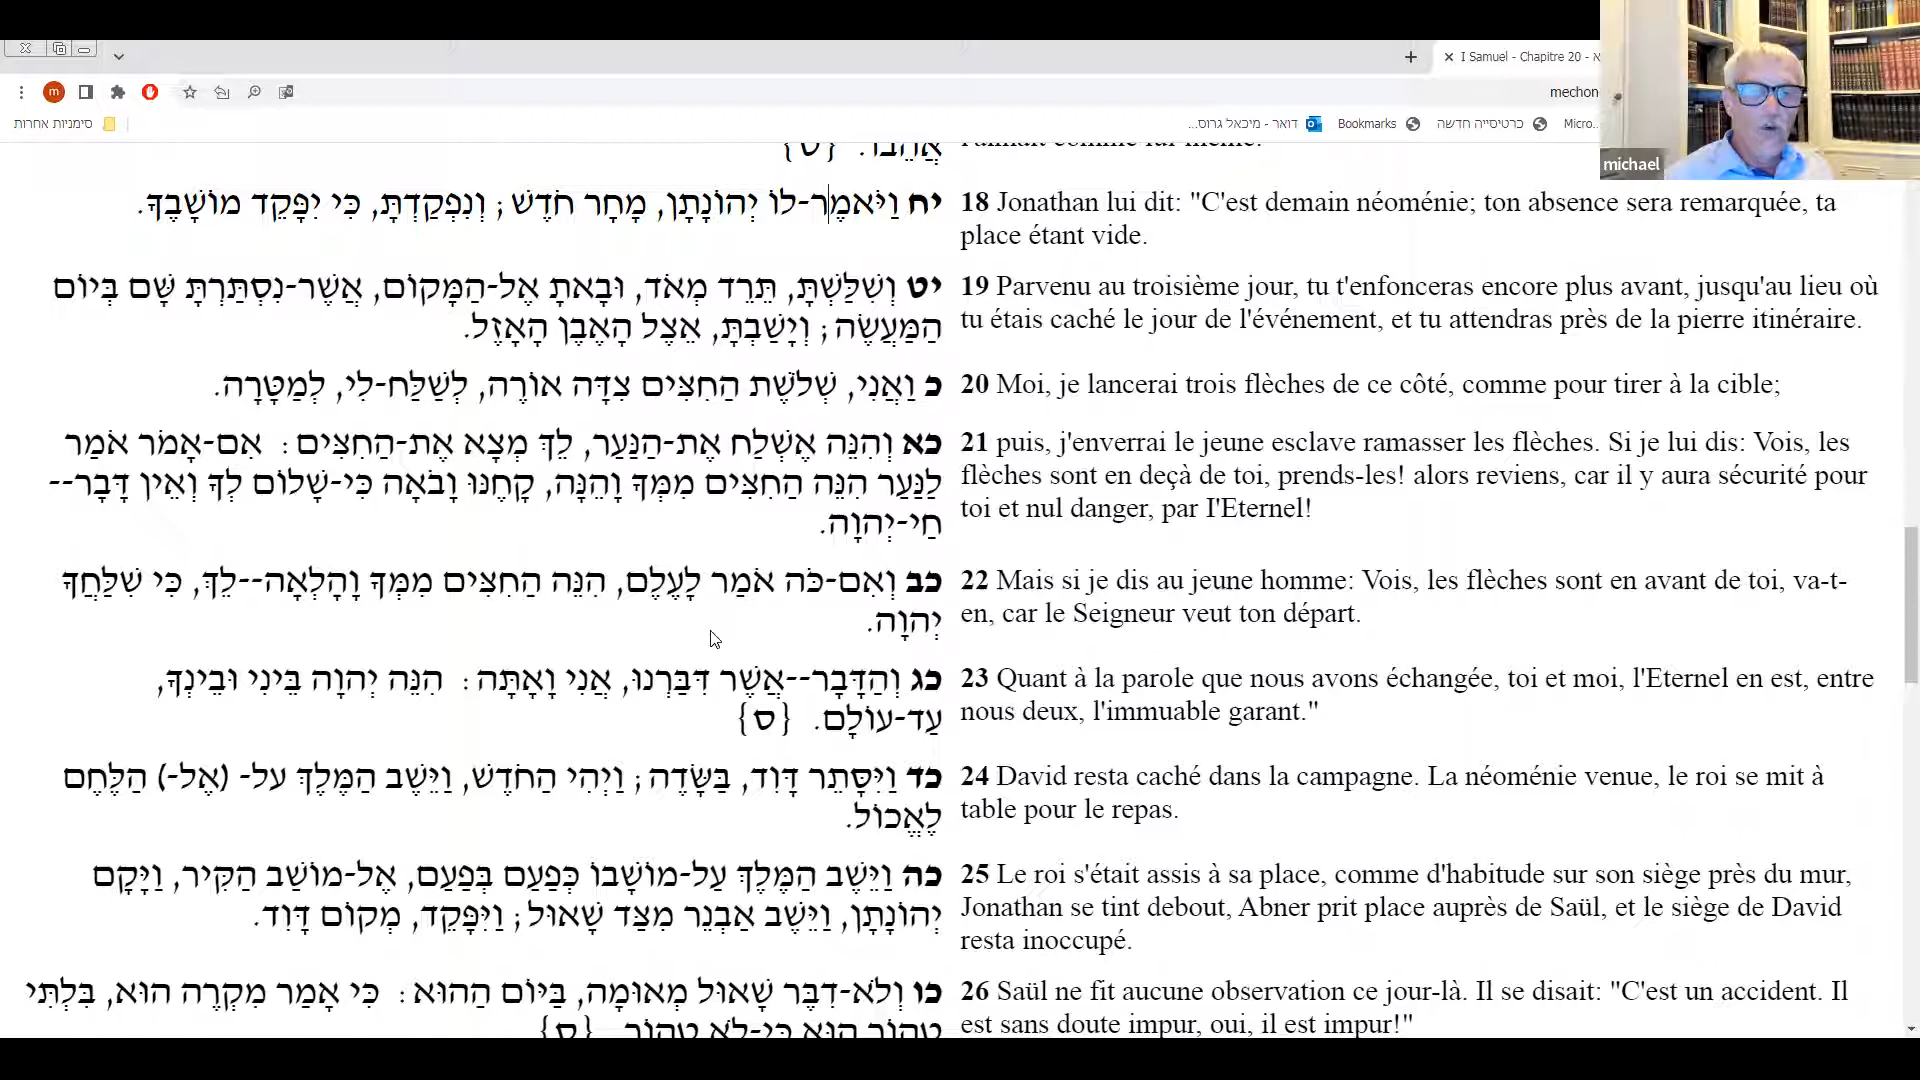 I Samuel - Chapitre 20 - א
mechon
סימניות אחרות
דואר - מיכאל גרוס...
Bookmarks
כרטיסייה חדשה
Micro...
michael
m
אֲהֵבוֹ. {ס}
l'aimait comme lui-même.
יח וַיֹּאמֶר-לוֹ יְהוֹנָתָן, מָחָר חֹדֶשׁ; וְנִפְקַדְתָּ, כִּי יִפָּקֵד מוֹשָׁבֶךָ.
18 Jonathan lui dit: "C'est demain néoménie; ton absence sera remarquée, ta
place étant vide.
יט וְשִׁלַּשְׁתָּ, תֵּרֵד מְאֹד, וּבָאתָ אֶל-הַמָּקוֹם, אֲשֶׁר-נִסְתַּרְתָּ שָּׁם בְּיוֹם
הַמַּעֲשֶׂה; וְיָשַׁבְתָּ, אֵצֶל הָאֶבֶן הָאָזֶל.
19 Parvenu au troisième jour, tu t'enfonceras encore plus avant, jusqu'au lieu où
tu étais caché le jour de l'événement, et tu attendras près de la pierre itinéraire.
כ וַאֲנִי, שְׁלֹשֶׁת הַחִצִּים צִדָּה אוֹרֶה, לְשַׁלַּח-לִי, לְמַטָּרָה.
20 Moi, je lancerai trois flèches de ce côté, comme pour tirer à la cible;
כא וְהִנֵּה אֶשְׁלַח אֶת-הַנַּעַר, לֵךְ מְצָא אֶת-הַחִצִּים: אִם-אָמֹר אֹמַר
לַנַּעַר הִנֵּה הַחִצִּים מִמְּךָ וָהֵנָּה, קָחֶנּוּ וָבֹאָה כִּי-שָׁלוֹם לְךָ וְאֵין דָּבָר--
חַי-יְהוָה.
21 puis, j'enverrai le jeune esclave ramasser les flèches. Si je lui dis: Vois, les
flèches sont en deçà de toi, prends-les! alors reviens, car il y aura sécurité pour
toi et nul danger, par I'Eternel!
כב וְאִם-כֹּה אֹמַר לָעֶלֶם, הִנֵּה הַחִצִּים מִמְּךָ וָהָלְאָה--לֵךְ, כִּי שִׁלַּחֲךָ
יְהוָה.
22 Mais si je dis au jeune homme: Vois, les flèches sont en avant de toi, va-t-
en, car le Seigneur veut ton départ.
כג וְהַדָּבָר--אֲשֶׁר דִּבַּרְנוּ, אֲנִי וָאָתָּה: הִנֵּה יְהוָה בֵּינִי וּבֵינְךָ,
עַד-עוֹלָם. {ס}
23 Quant à la parole que nous avons échangée, toi et moi, l'Eternel en est, entre
nous deux, l'immuable garant."
כד וַיִּסָּתֵר דָּוִד, בַּשָּׂדֶה; וַיְהִי הַחֹדֶשׁ, וַיֵּשֶׁב הַמֶּלֶךְ על- (אֶל-) הַלֶּחֶם
לֶאֱכוֹל.
24 David resta caché dans la campagne. La néoménie venue, le roi se mit à
table pour le repas.
כה וַיֵּשֶׁב הַמֶּלֶךְ עַל-מוֹשָׁבוֹ כְּפַעַם בְּפַעַם, אֶל-מוֹשַׁב הַקִּיר, וַיָּקָם
יְהוֹנָתָן, וַיֵּשֶׁב אַבְנֵר מִצַּד שָׁאוּל; וַיִּפָּקֵד, מְקוֹם דָּוִד.
25 Le roi s'était assis à sa place, comme d'habitude sur son siège près du mur,
Jonathan se tint debout, Abner prit place auprès de Saül, et le siège de David
resta inoccupé.
כו וְלֹא-דִבֶּר שָׁאוּל מְאוּמָה, בַּיּוֹם הַהוּא: כִּי אָמַר מִקְרֶה הוּא, בִּלְתִּי
טָהוֹר הוּא כִּי-לֹא טָהוֹר. {ס}
26 Saül ne fit aucune observation ce jour-là. Il se disait: "C'est un accident. Il
est sans doute impur, oui, il est impur!"